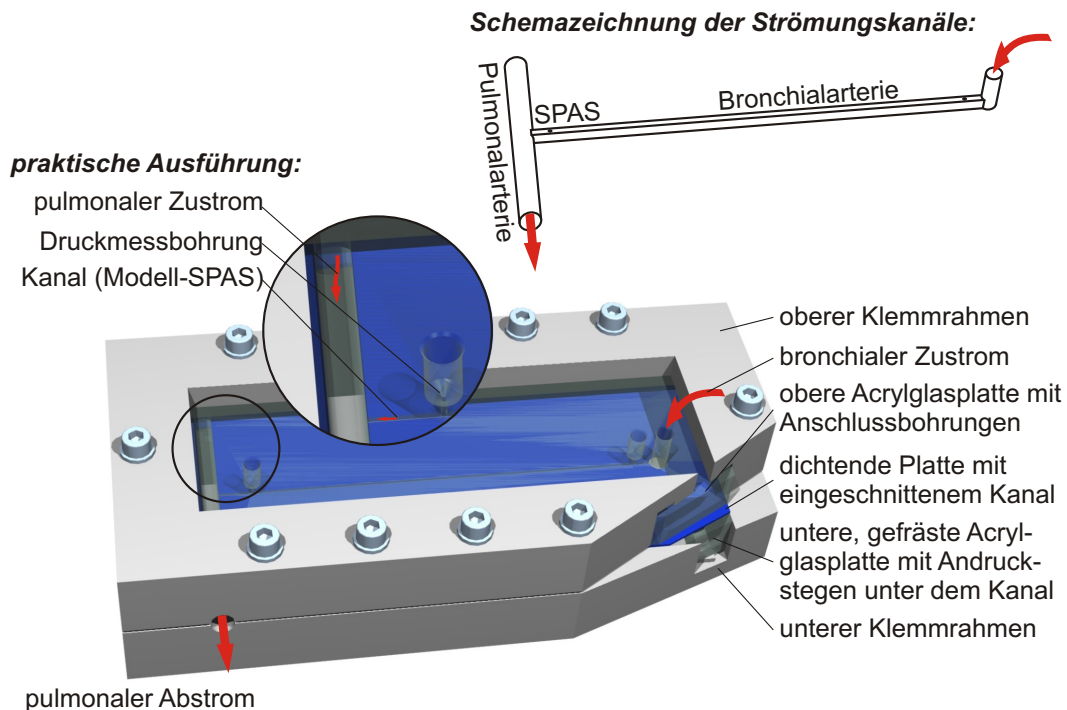 Schemazeichnung der Strömungskanäle:
Pulmonalarterie
SPAS
Bronchialarterie
praktische Ausführung:
pulmonaler Zustrom
Druckmessbohrung
Kanal (Modell-SPAS)
oberer Klemmrahmen
bronchialer Zustrom
obere Acrylglasplatte mit
Anschlussbohrungen
dichtende Platte mit
eingeschnittenem Kanal
untere, gefräste Acryl-
glasplatte mit Andruck-
stegen unter dem Kanal
unterer Klemmrahmen
pulmonaler Abstrom